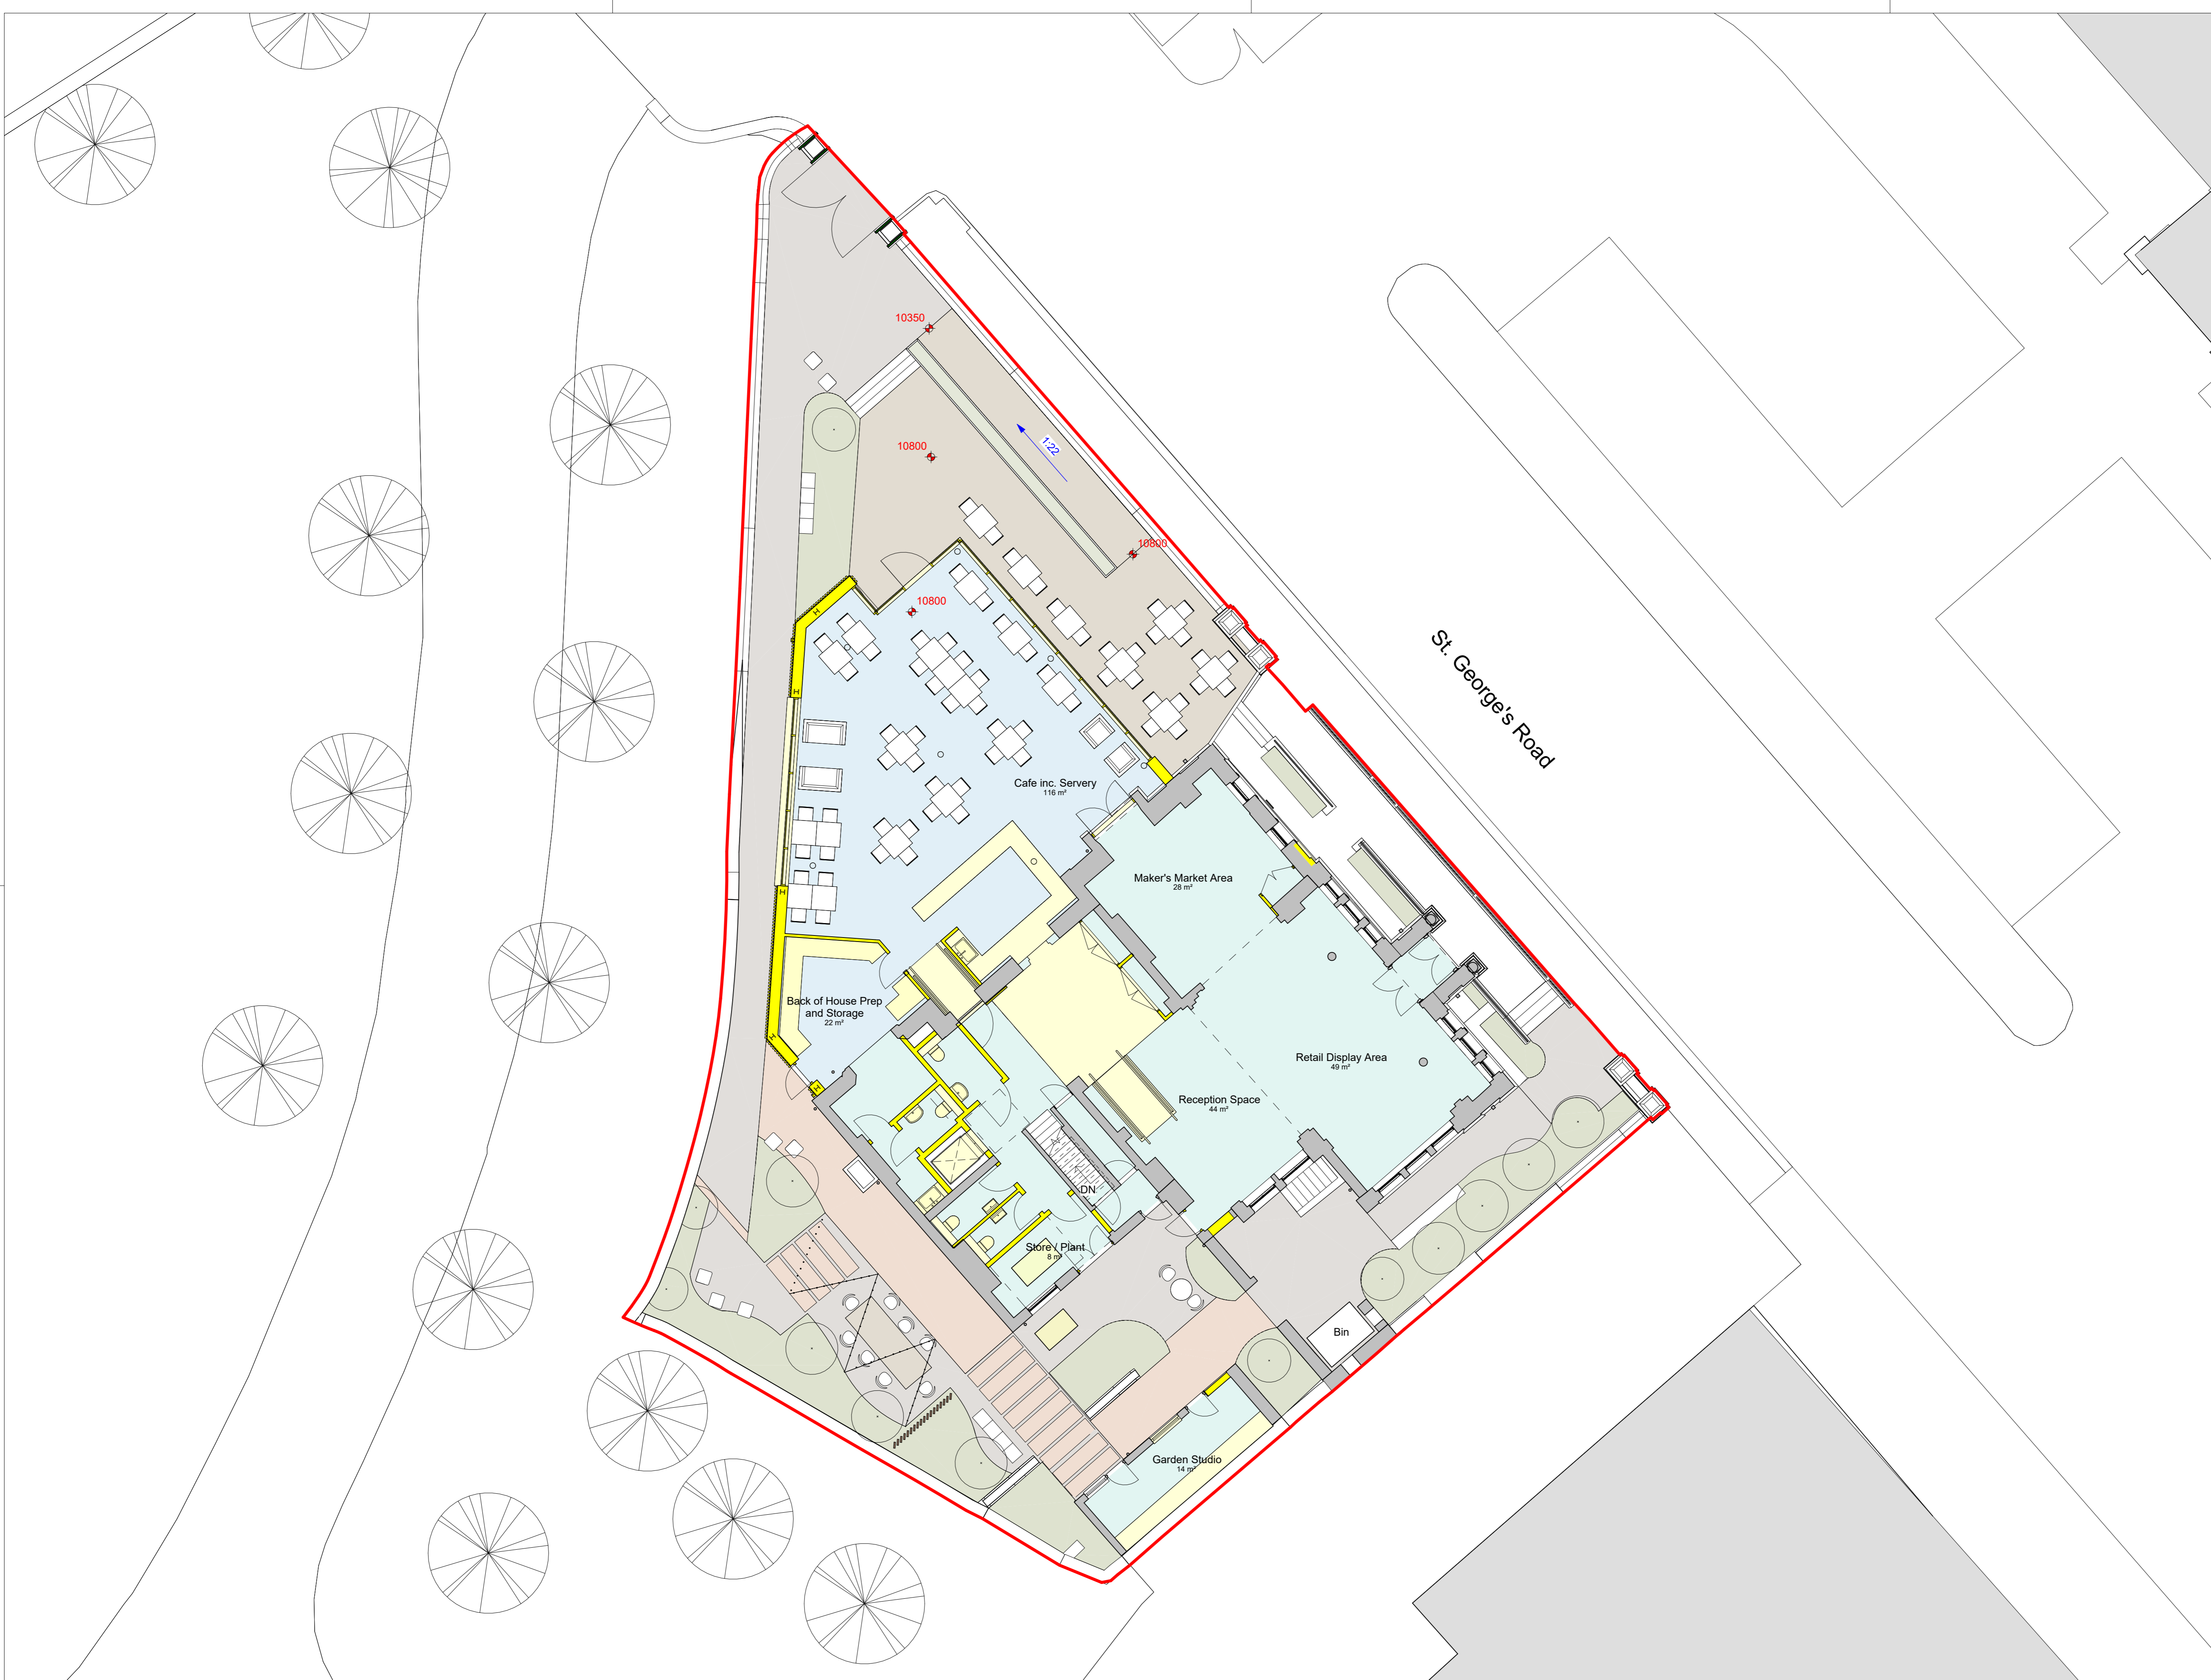 10350
10800
1:22
10800
10800
St. George's Road
Cafe inc. Servery
116 m²
Maker's Market Area
28 m²
Back of House Prep
and Storage
22 m²
Retail Display Area
49 m²
Reception Space
44 m²
DN
Store / Plant
8 m²
Bin
Garden Studio
14 m²
H
H
H
H
H